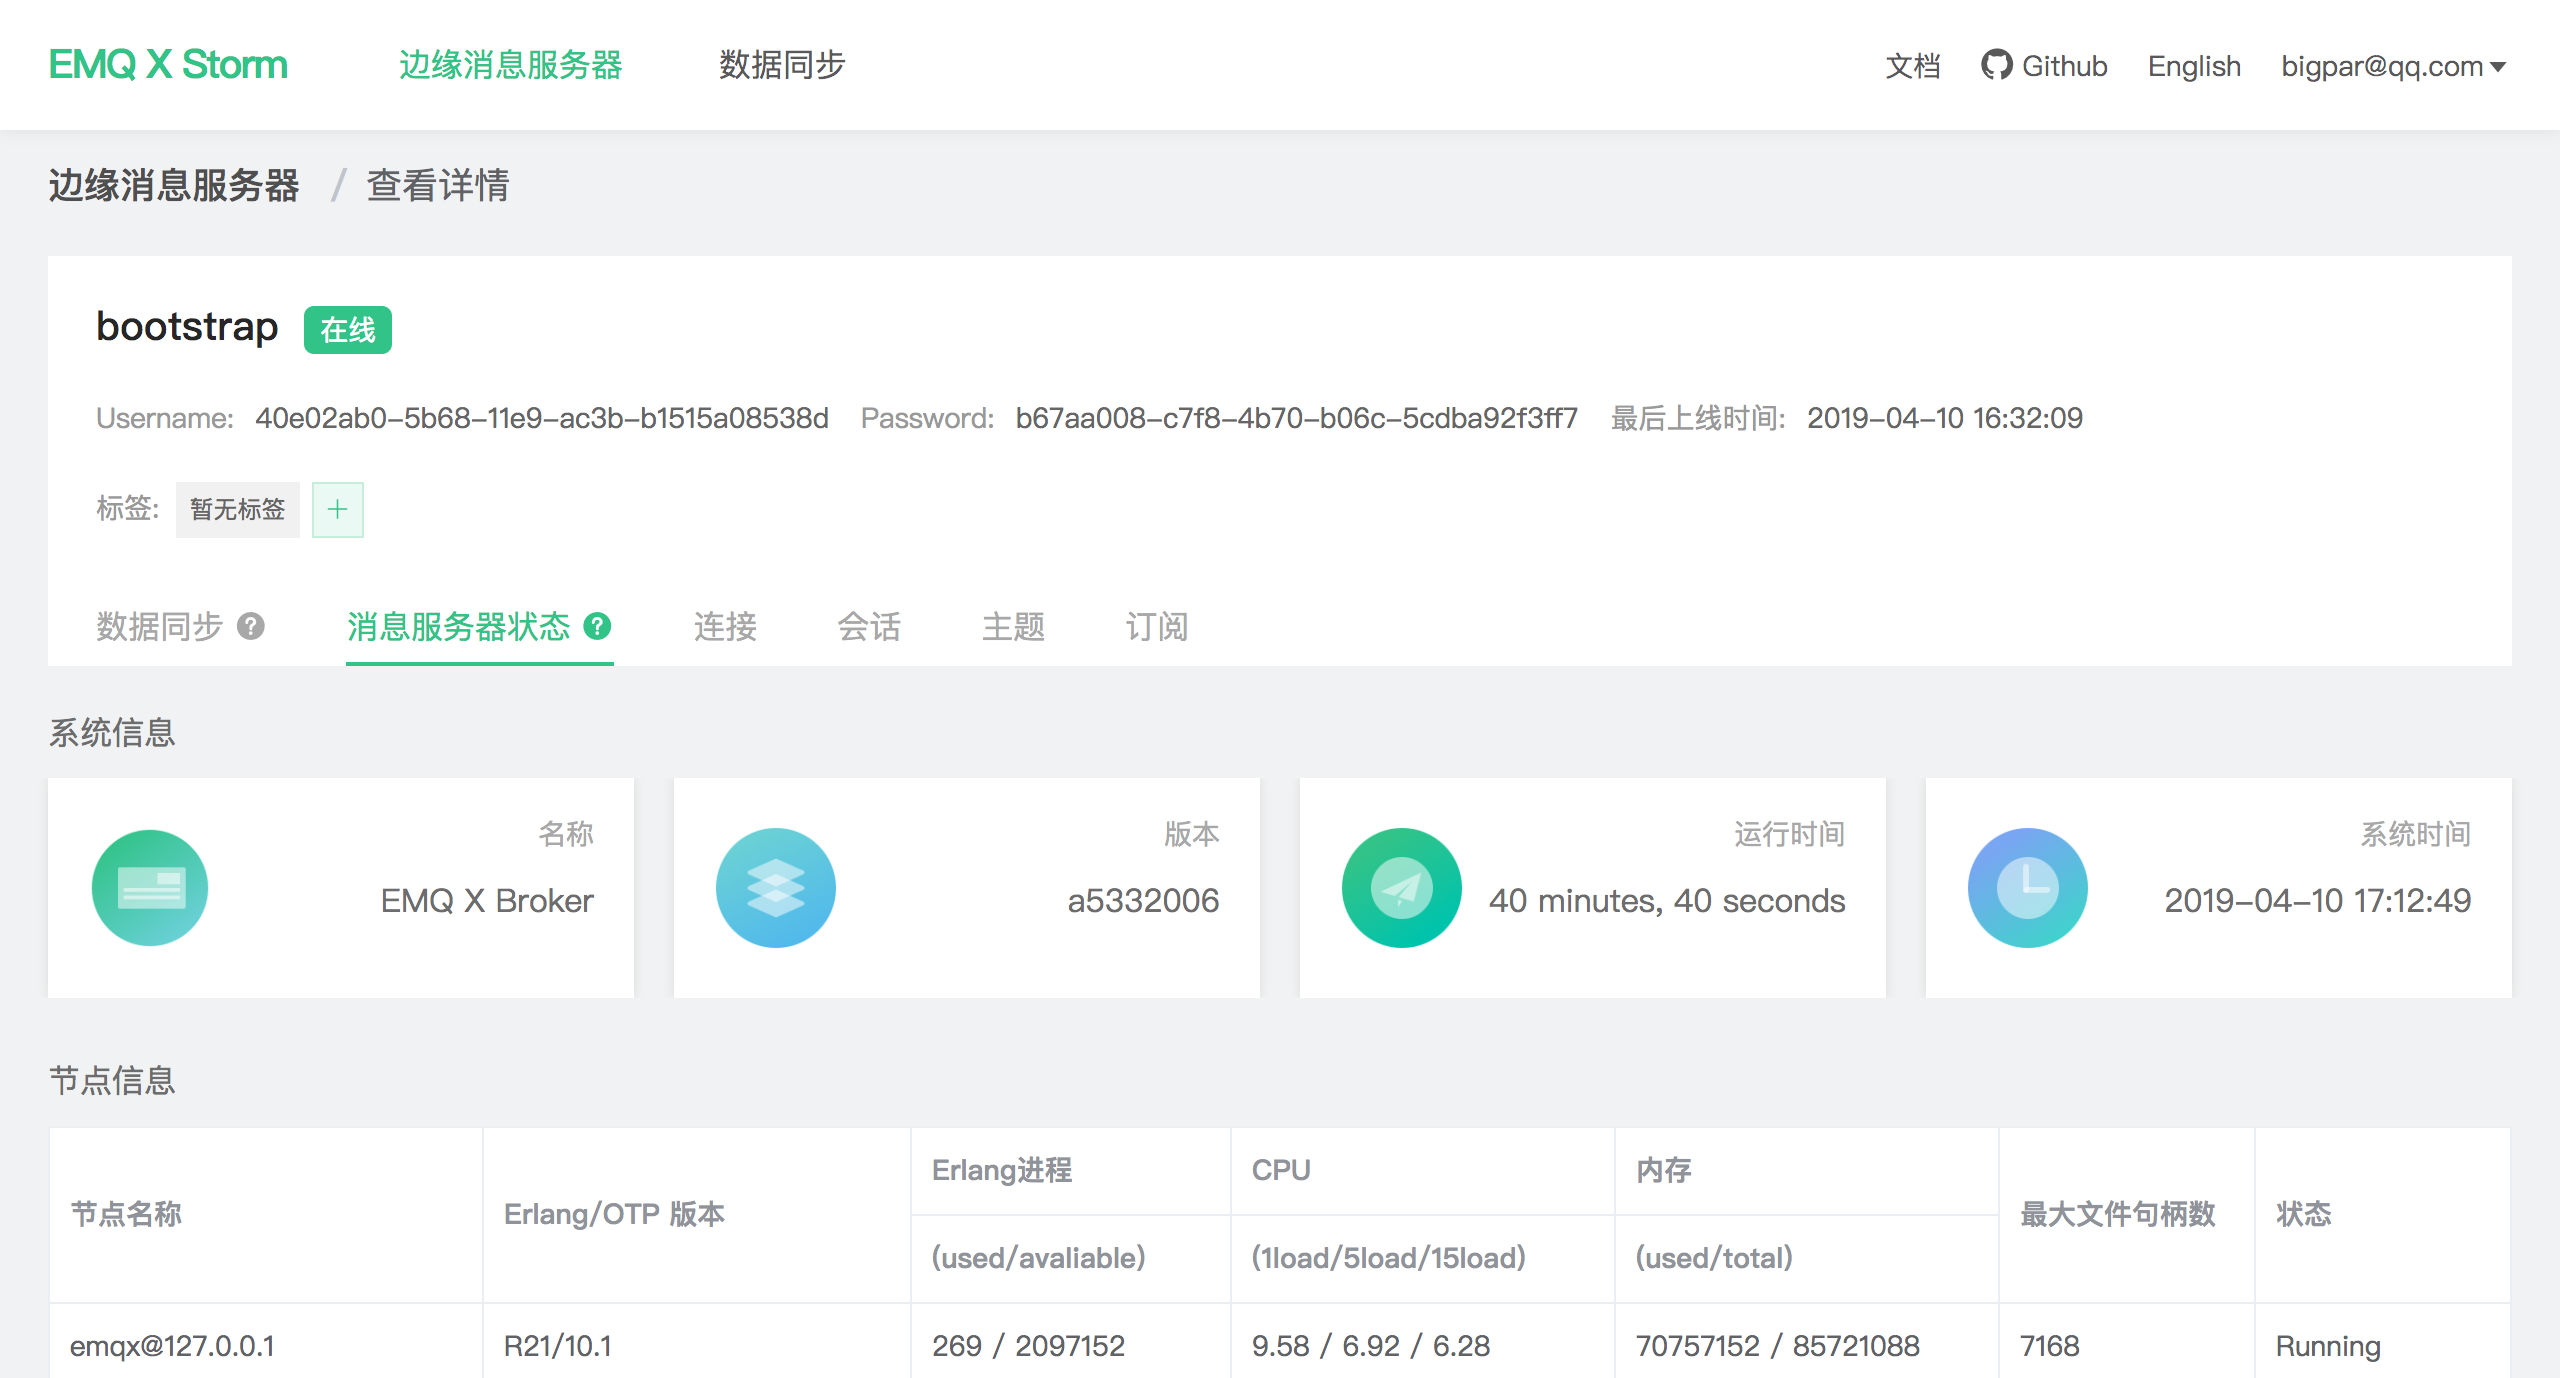 EMQ X Storm 边缘消息服务器 数据同步 文档 Github English bigpar@qq.com
边缘消息服务器 / 查看详情
bootstrap 在线
Username: 40e02ab0-5b68-11e9-ac3b-b1515a08538d Password: b67aa008-c7f8-4b70-b06c-5cdba92f3ff7 最后上线时间: 2019-04-10 16:32:09
标签: 暂无标签 +
数据同步 ? 消息服务器状态 ? 连接 会话 主题 订阅
系统信息
名称
EMQ X Broker
版本
a5332006
运行时间
40 minutes, 40 seconds
系统时间
2019-04-10 17:12:49
节点信息
节点名称 Erlang/OTP 版本 Erlang进程 CPU 内存 最大文件句柄数 状态
(used/avaliable) (1load/5load/15load) (used/total)
emqx@127.0.0.1 R21/10.1 269 / 2097152 9.58 / 6.92 / 6.28 70757152 / 85721088 7168 Running